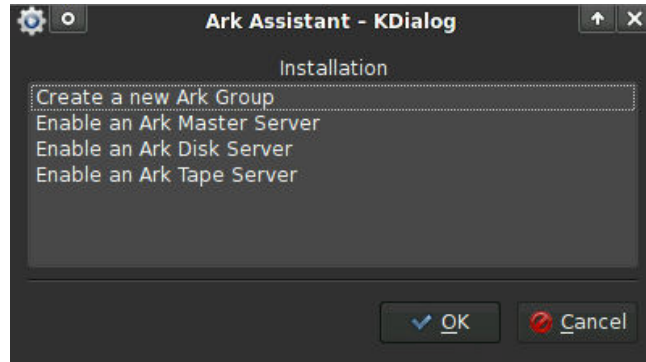 Ark Assistant – KDialog
Installation
Create a new Ark Group
Enable an Ark Master Server
Enable an Ark Disk Server
Enable an Ark Tape Server
OK
Cancel